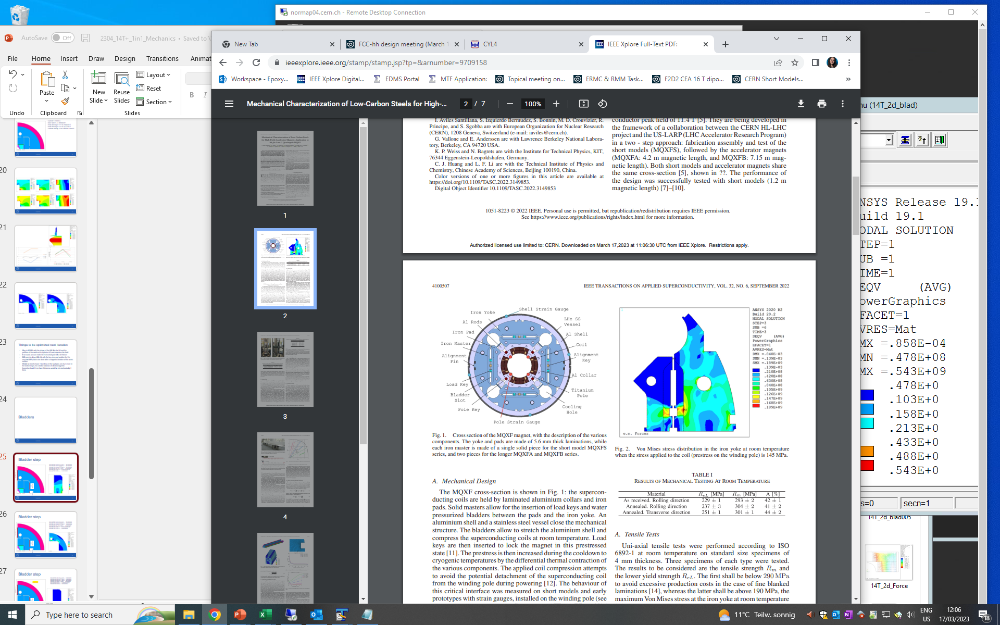 normap04.cern.ch - Remote Desktop Connection
AutoSave Off 2304_14T+_1in1_Mechanics • Saved to
File Home Insert Draw Design Transitions Animat
Undo
Paste
Clipboard
New Slide
Reuse Slides
Layout
Reset
Section
Slides
B I
20
21
22
23
Things to be optimized next iteration
24
Bladders
25
Bladder step
26
Bladder step
27
Bladder step
New Tab
FCC-hh design meeting (March 1
CYL4
IEEE Xplore Full-Text PDF:
ieeexplore.ieee.org/stamp/stamp.jsp?tp=&arnumber=9709158
Workspace - Epoxy... IEEE Xplore Digital... EDMS Portal MTF Application: Topical meeting on... ERMC & RMM Task... F2D2 CEA 16 T dipo... CERN Short Models... »
Mechanical Characterization of Low-Carbon Steels for High-... 2 / 7 100%
1
2
3
4
I. Aviles Santillana, S. Izquierdo Bermudez, S. Bonnin, M. D. Crouvizier, R.
Principe, and S. Sgobba are with European Organization for Nuclear Research
(CERN), 1208 Geneva, Switzerland (e-mail: iaviles@cern.ch).
G. Vallone and E. Anderssen are with Lawrence Berkeley National Labora-
tory, Berkeley, CA 94720 USA.
K. P. Weiss and N. Bagrets are with the Institute for Technical Physics, KIT,
76344 Eggenstein-Leopoldshafen, Germany.
C. J. Huang and L. F. Li are with the Technical Institute of Physics and
Chemistry, Chinese Academy of Sciences, Beijing 100190, China.
Color versions of one or more figures in this article are available at
https://doi.org/10.1109/TASC.2022.3149853.
Digital Object Identifier 10.1109/TASC.2022.3149853
conductor peak field of 11.4 T [5]. They are being developed in
the framework of a collaboration between the CERN HL-LHC
project and the US-LARP (LHC Accelerator Research Program)
in a two - step approach: fabrication assembly and test of the
short models (MQXFS), followed by the accelerator magnets
(MQXFA: 4.2 m magnetic length, and MQXFB: 7.15 m mag-
netic length). Both short models and accelerator magnets share
the same cross-section [5], shown in ??. The performance of
the design was successfully tested with short models (1.2 m
magnetic length) [7]–[10].
1051-8223 © 2022 IEEE. Personal use is permitted, but republication/redistribution requires IEEE permission.
See https://www.ieee.org/publications/rights/index.html for more information.
Authorized licensed use limited to: CERN. Downloaded on March 17,2023 at 11:06:30 UTC from IEEE Xplore. Restrictions apply.
4100507
IEEE TRANSACTIONS ON APPLIED SUPERCONDUCTIVITY, VOL. 32, NO. 6, SEPTEMBER 2022
Iron Yoke
Al Rods
Iron Pad
Iron Master
Alignment Pin
Load Key
Bladder Slot
Pole Key
Pole Strain Gauge
Shell Strain Gauge
LHe SS Vessel
Al Shell
Coil
Alignment Key
Al Collar
Titanium Pole
Cooling Hole
Fig. 1. Cross section of the MQXF magnet, with the description of the various
components. The yoke and pads are made of 5.6 mm thick laminations, while
each iron master is made of a single solid piece for the short model MQXFS
series, and two pieces for the longer MQXFA and MQXFB series.
1
e.m. Forces
ANSYS 2020 R2
Build 20.2
NODAL SOLUTION
STEP=3
SUB =6
TIME=3
SEQV (AVG)
PowerGraphics
EFACET=1
AVRES=Mat
DMX =.840E-03
SMN =.139E-03
SMX =.189E+09
.139E-03
.210E+08
.420E+08
.630E+08
.840E+08
.105E+09
.126E+09
.147E+09
.168E+09
.189E+09
Fig. 2. Von Mises stress distribution in the iron yoke at room temperature
when the stress applied to the coil (prestress on the winding pole) is 145 MPa.
A. Mechanical Design
The MQXF cross-section is shown in Fig. 1: the supercon-
ducting coils are held by laminated aluminium collars and iron
pads. Solid masters allow for the insertion of load keys and water
pressurized bladders between the pads and the iron yoke. An
aluminium shell and a stainless steel vessel close the mechanical
structure. The bladders allow to stretch the aluminium shell and
compress the superconducting coils at room temperature. Load
keys are then inserted to lock the magnet in this prestressed
state [11]. The prestress is then increased during the cooldown to
cryogenic temperatures by the differential thermal contraction of
the various components. The applied coil compression attempts
to avoid the potential detachment of the superconducting coil
from the winding pole during powering [12]. The behaviour of
this critical interface was measured on short models and early
prototypes with strain gauges, installed on the winding pole (see
TABLE I
RESULTS OF MECHANICAL TESTING AT ROOM TEMPERATURE
Material ReL [MPa] Rm [MPa] A [%]
As received. Rolling direction 229 ± 1 293 ± 2 42 ± 1
Annealed. Rolling direction 237 ± 3 304 ± 2 41 ± 2
Annealed. Transverse direction 251 ± 1 301 ± 1 44 ± 2
A. Tensile Tests
Uni-axial tensile tests were performed according to ISO
6892-1 at room temperature on standard size specimens of
4 mm thickness. Three specimens of each type were tested.
The results to be considered are the tensile strength Rm and
the lower yield strength ReL. The first shall be below 290 MPa
to avoid excessive production costs in the case of fine blanked
laminations [14], whereas the latter shall be above 190 MPa, the
maximum Von Mises stress at the iron yoke at room temperature
nu (14T_2d_blad)
NSYS Release 19.1
uild 19.1
ODAL SOLUTION
TEP=1
UB =1
IME=1
EQV (AVG)
owerGraphics
FACET=1
VRES=Mat
MX =.858E-04
MN =.478E+08
MX =.543E+09
.478E+0
.103E+0
.158E+0
.213E+0
.433E+0
.488E+0
.543E+0
s=0 secn=1
14T_2d_blad005
14T_2d_Force
Type here to search
11°C Teilw. sonnig
ENG
US
12:06
17/03/2023
18